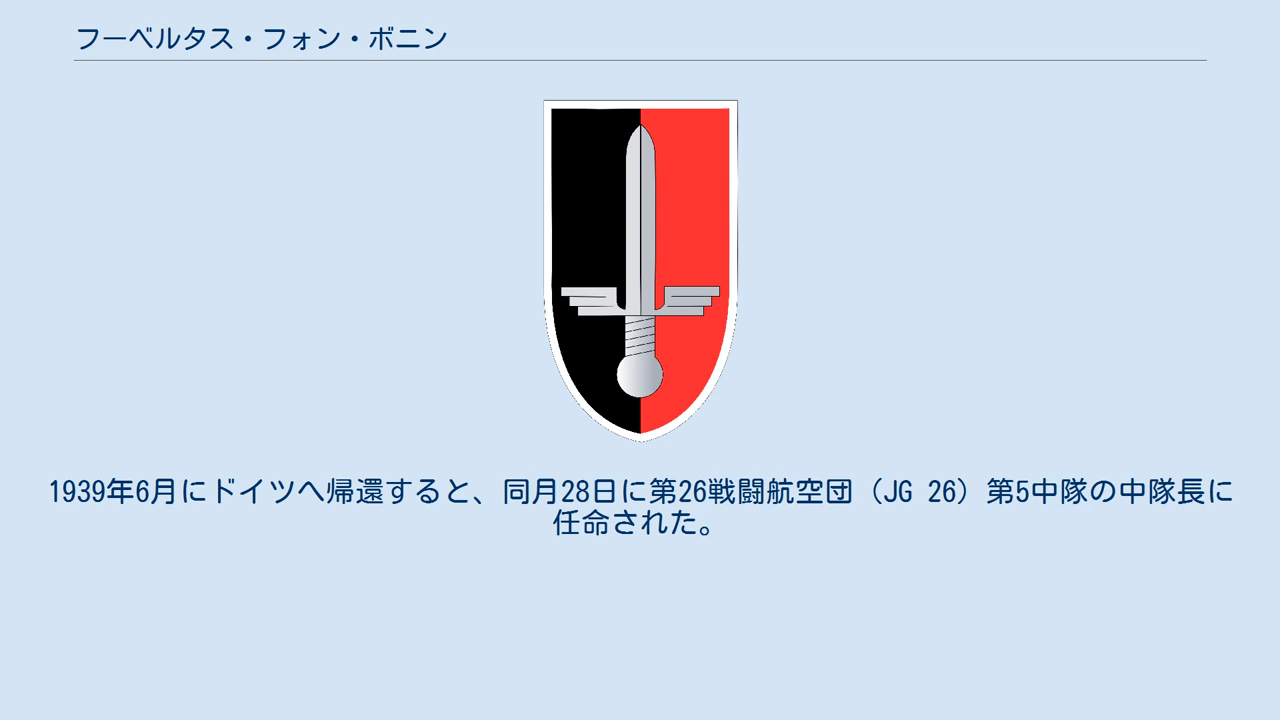 フーベルタス・フォン・ボニン
1939年6月にドイツへ帰還すると、同月28日に第26戦闘航空団（JG 26）第5中隊の中隊長に
任命された。